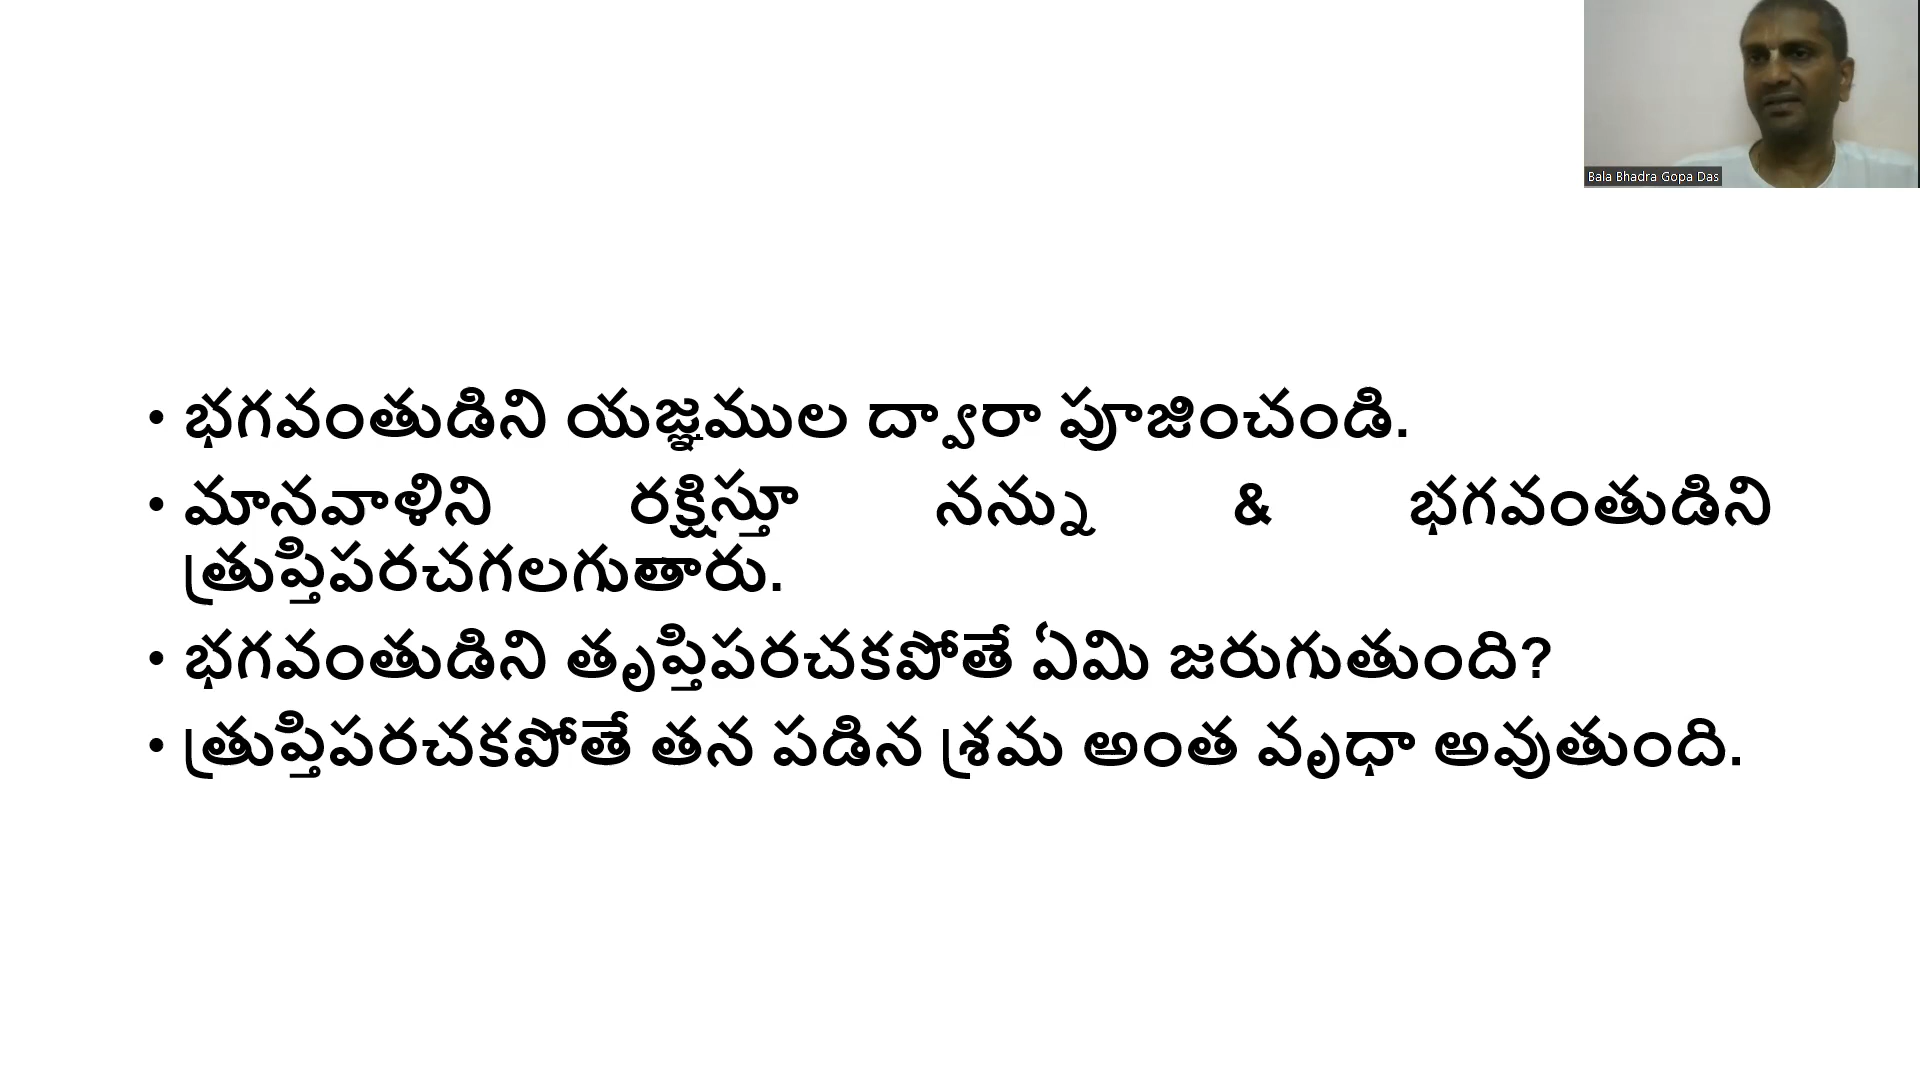 Bala Bhadra Gopa Das
• భగవంతుడిని యజ్ఞముల ద్వారా పూజించండి.
• మానవాళిని రక్షిస్తూ నన్ను & భగవంతుడిని
త్రుప్తిపరచగలగుతారు.
• భగవంతుడిని తృప్తిపరచకపోతే ఏమి జరుగుతుంది?
• త్రుప్తిపరచకపోతే తన పడిన శ్రమ అంత వృధా అవుతుంది.